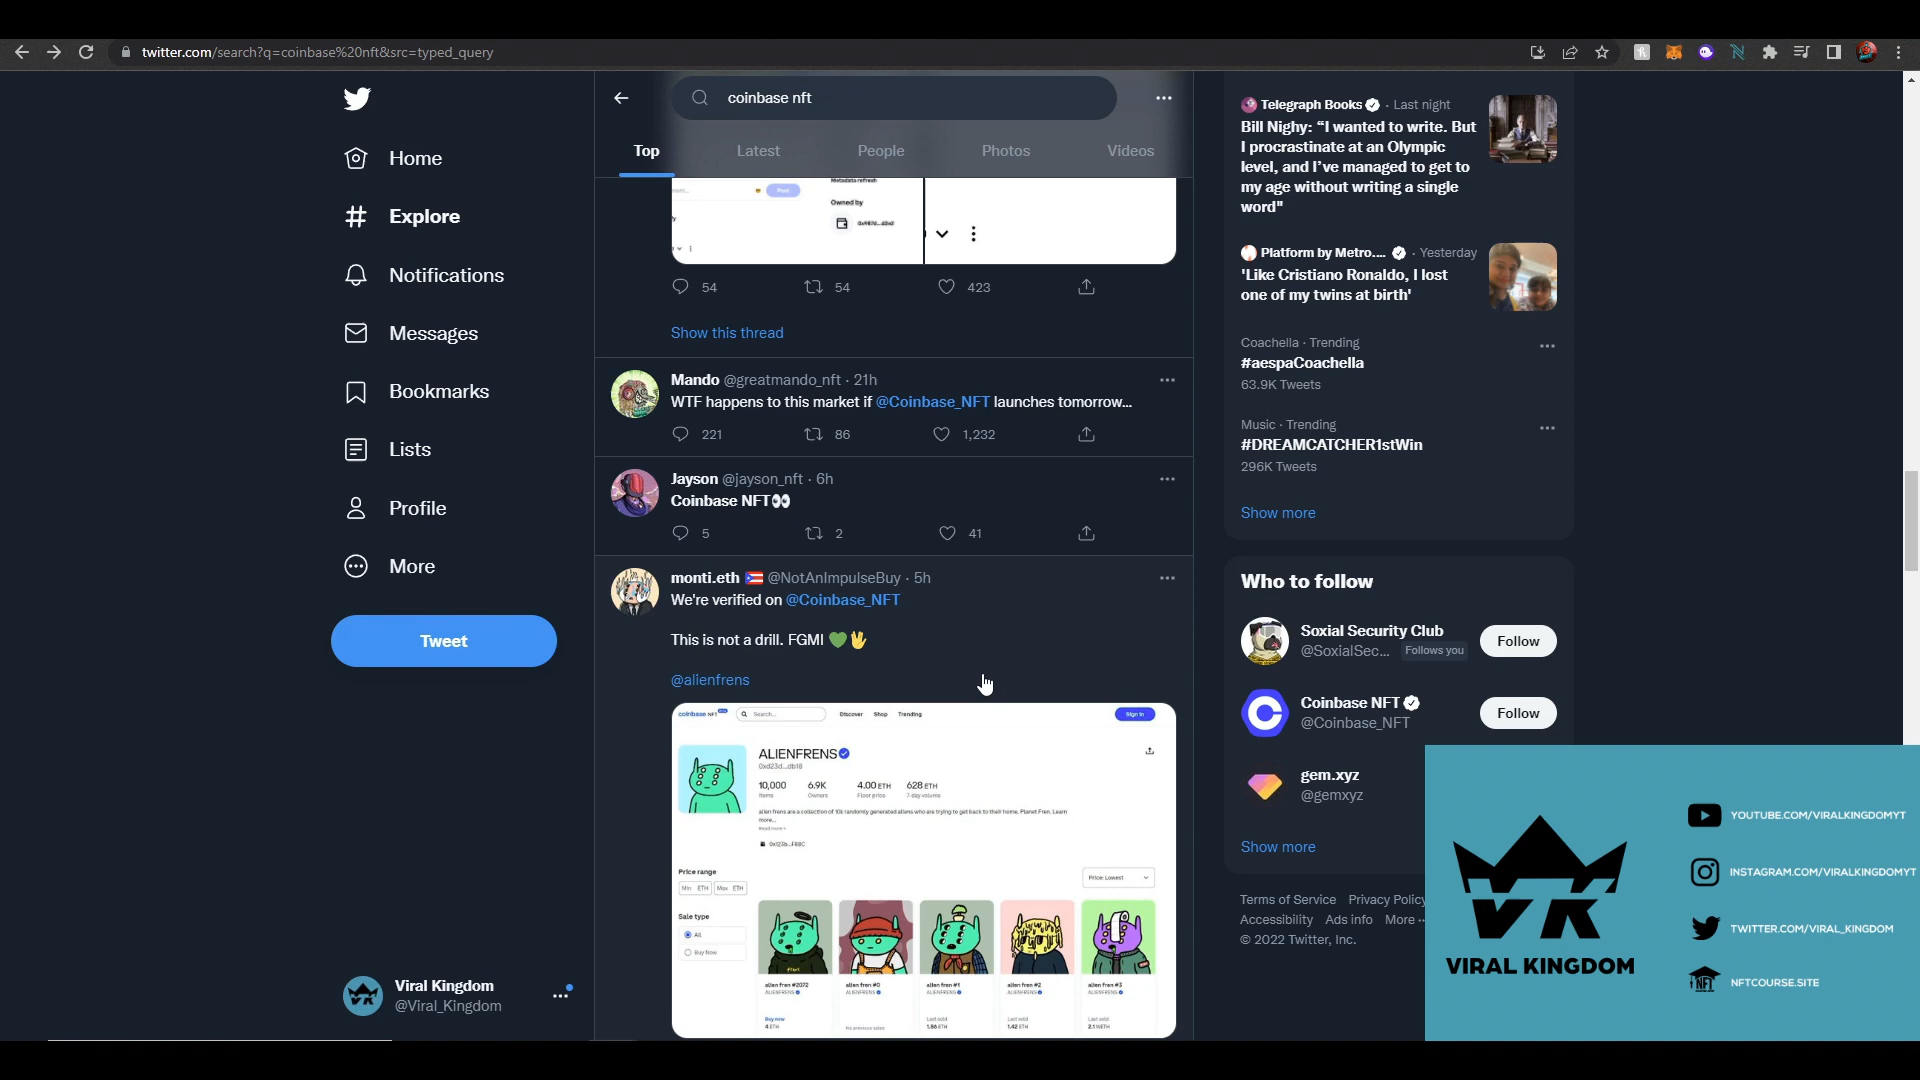 twitter.com/search?q=coinbase%20nft&src=typed_query
Home
Explore
Notifications
Messages
Bookmarks
Lists
Profile
More
Tweet
Viral Kingdom
@Viral_Kingdom
coinbase nft
Top
Latest
People
Photos
Videos
Post
Metadata refresh
Owned by
54
54
423
Show this thread
Mando @greatmando_nft · 21h
WTF happens to this market if @Coinbase_NFT launches tomorrow...
221
86
1,232
Jayson @jayson_nft · 6h
Coinbase NFT👀
5
2
41
monti.eth 🇵🇷 @NotAnImpulseBuy · 5h
We're verified on @Coinbase_NFT
This is not a drill. FGMI 💚🖖
@alienfrens
coinbase NFT
Search...
Discover
Shop
Trending
Sign in
ALIENFRENS
0xd23d...db18
10,000
6.9K
4.00 ETH
628 ETH
Items
Owners
Floor price
7-day volume
alien frens are a collection of 10k randomly generated aliens who are trying to get back to their home, Planet Fren. Learn
more...
Read more
0x123b...F88C
Price range
Min ETH
Max ETH
Price: Lowest
Sale type
All
Buy Now
alien fren #2072
ALIENFRENS
Buy now
4 ETH
alien fren #0
ALIENFRENS
No previous sales
alien fren #1
ALIENFRENS
Last sold
1.86 ETH
alien fren #2
ALIENFRENS
Last sold
1.42 ETH
alien fren #3
ALIENFRENS
Last sold
2.1 WETH
Telegraph Books · Last night
Bill Nighy: “I wanted to write. But
I procrastinate at an Olympic
level, and I’ve managed to get to
my age without writing a single
word"
Platform by Metro.... · Yesterday
'Like Cristiano Ronaldo, I lost
one of my twins at birth'
Coachella · Trending
#aespaCoachella
63.9K Tweets
Music · Trending
#DREAMCATCHER1stWin
296K Tweets
Show more
Who to follow
Soxial Security Club
@SoxialSec... Follows you
Follow
Coinbase NFT
@Coinbase_NFT
Follow
gem.xyz
@gemxyz
Show more
Terms of Service Privacy Policy
Accessibility Ads info More ··
© 2022 Twitter, Inc.
VK
VIRAL KINGDOM
YOUTUBE.COM/VIRALKINGDOMYT
INSTAGRAM.COM/VIRALKINGDOMYT
TWITTER.COM/VIRAL_KINGDOM
NFT
NFTCOURSE.SITE